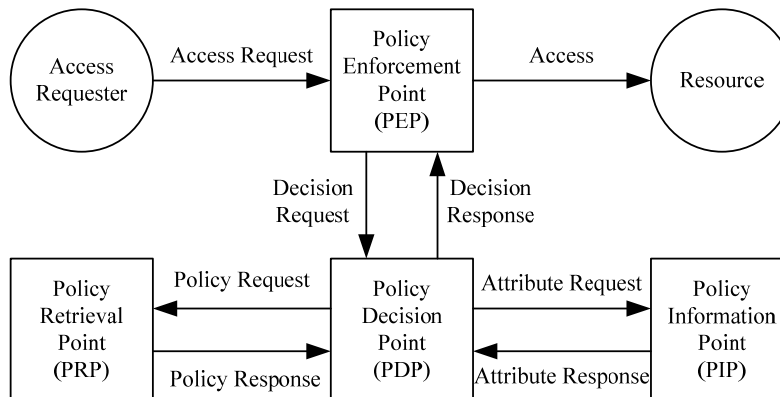 Access
Requester
Access Request
Policy
Enforcement
Point
(PEP)
Access
Resource
Decision
Request
Decision
Response
Policy
Retrieval
Point
(PRP)
Policy Request
Policy Response
Policy
Decision
Point
(PDP)
Attribute Request
Attribute Response
Policy
Information
Point
(PIP)